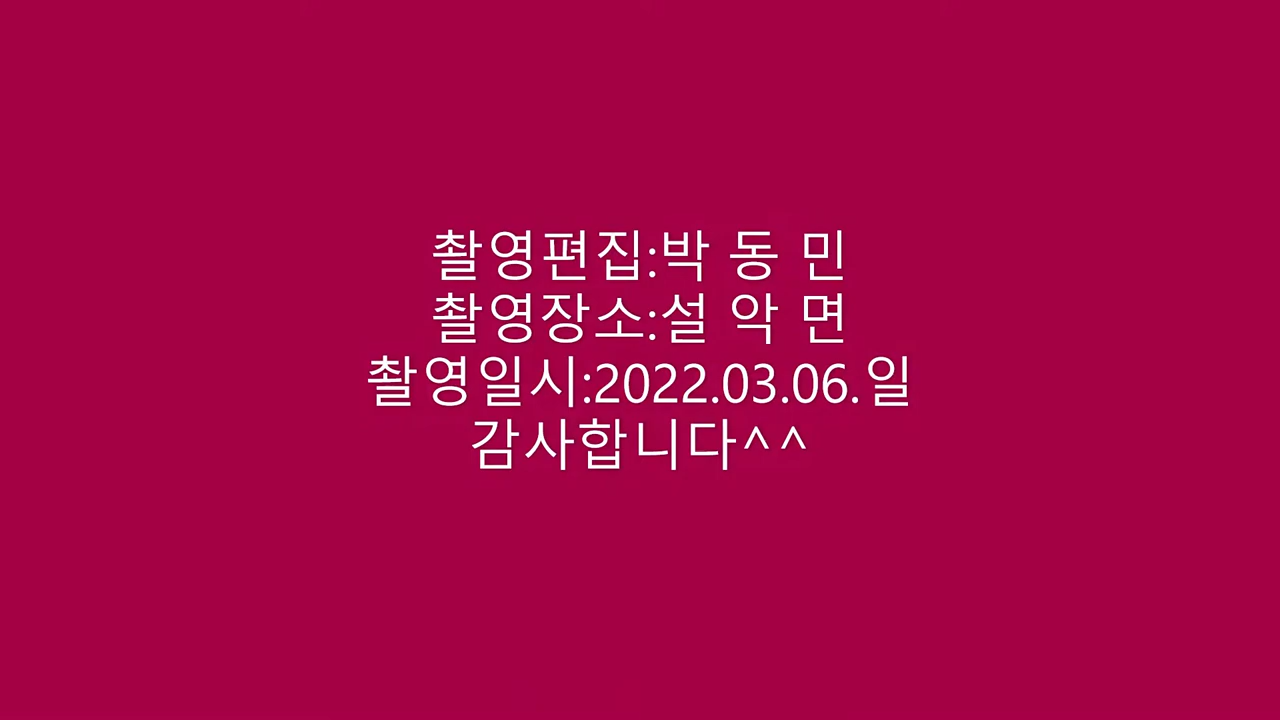 촬영편집:박 동 민
촬영장소:설 악 면
촬영일시:2022.03.06.일
감사합니다^^